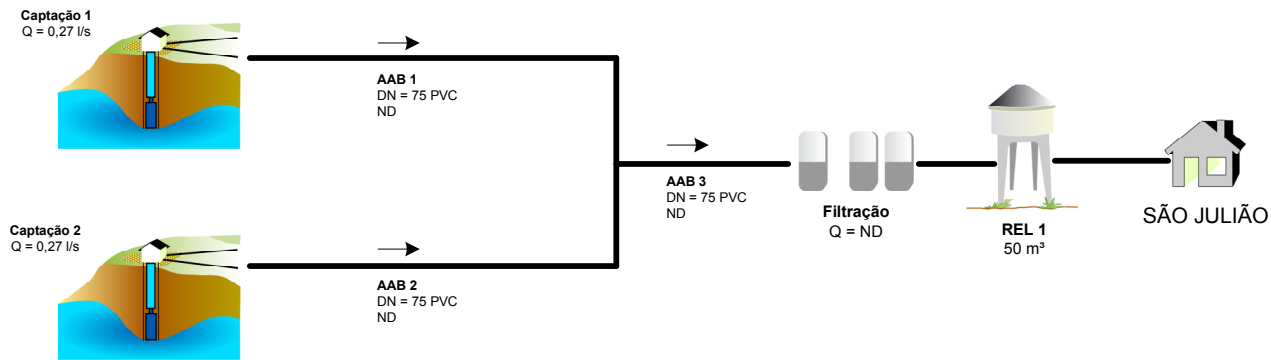 Captação 1
Q = 0,27 l/s
AAB 1
DN = 75 PVC
ND
AAB 3
DN = 75 PVC
ND
Filtração
Q = ND
REL 1
50 m³
SÃO JULIÃO
Captação 2
Q = 0,27 l/s
AAB 2
DN = 75 PVC
ND